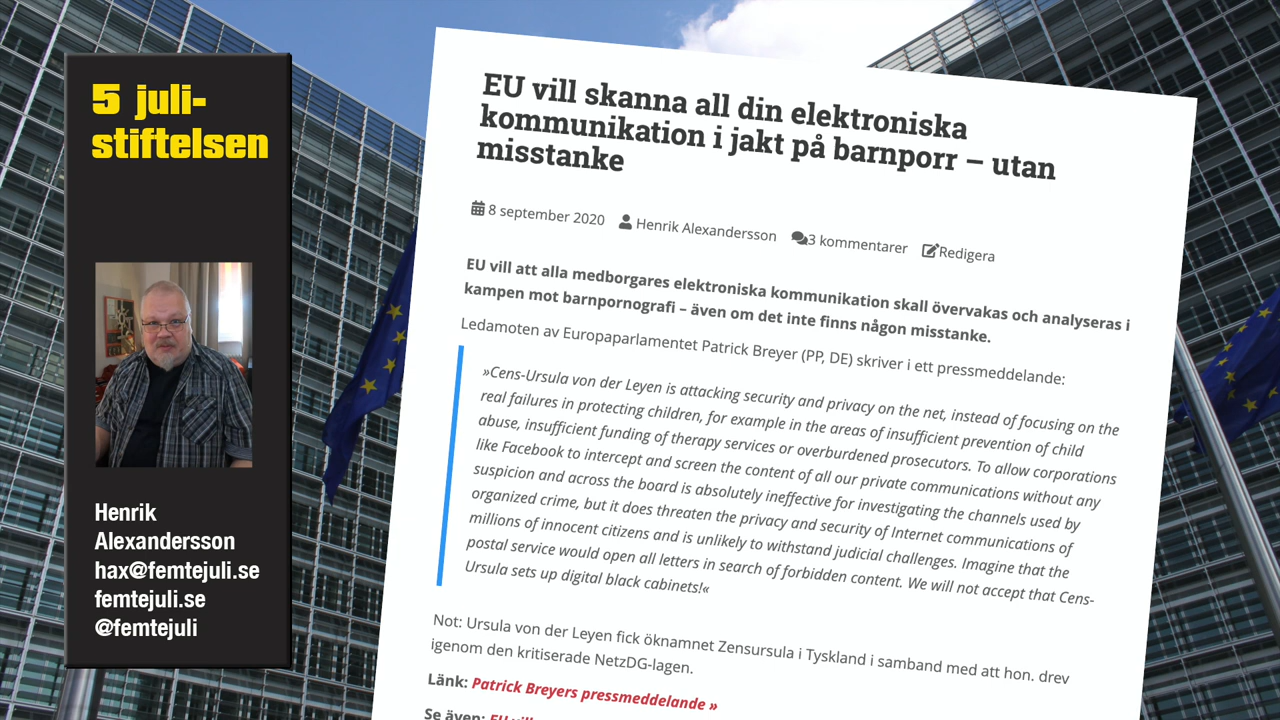 5 juli-
stiftelsen
Henrik
Alexandersson
hax@femtejuli.se
femtejuli.se
@femtejuli
EU vill skanna all din elektroniska
kommunikation i jakt på barnporr – utan
misstanke
8 september 2020 Henrik Alexandersson 3 kommentarer Redigera
EU vill att alla medborgares elektroniska kommunikation skall övervakas och analyseras i
kampen mot barnpornografi – även om det inte finns någon misstanke.
Ledamoten av Europaparlamentet Patrick Breyer (PP, DE) skriver i ett pressmeddelande:
»Cens-Ursula von der Leyen is attacking security and privacy on the net, instead of focusing on the
real failures in protecting children, for example in the areas of insufficient prevention of child
abuse, insufficient funding of therapy services or overburdened prosecutors. To allow corporations
like Facebook to intercept and screen the content of all our private communications without any
suspicion and across the board is absolutely ineffective for investigating the channels used by
organized crime, but it does threaten the privacy and security of Internet communications of
millions of innocent citizens and is unlikely to withstand judicial challenges. Imagine that the
postal service would open all letters in search of forbidden content. We will not accept that Cens-
Ursula sets up digital black cabinets!«
Not: Ursula von der Leyen fick öknamnet Zensursula i Tyskland i samband med att hon. drev
igenom den kritiserade NetzDG-lagen.
Länk: Patrick Breyers pressmeddelande »
Se även: EU vill